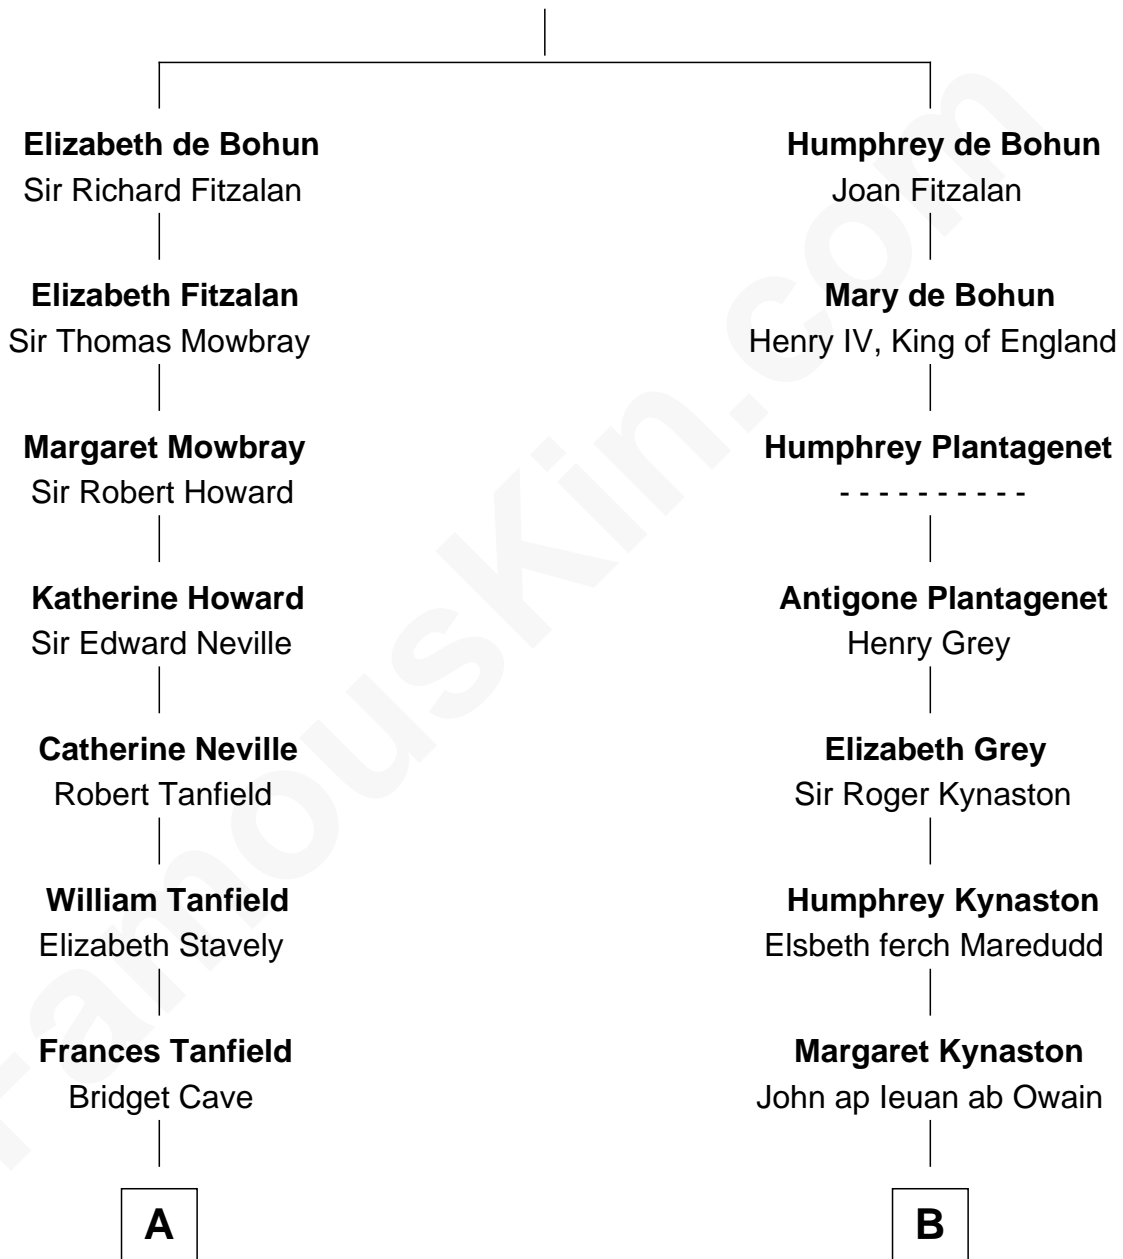 Elizabeth de Bohun
Sir Richard Fitzalan
Elizabeth Fitzalan
Sir Thomas Mowbray
Margaret Mowbray
Sir Robert Howard
Katherine Howard
Sir Edward Neville
Catherine Neville
Robert Tanfield
William Tanfield
Elizabeth Stavely
Frances Tanfield
Bridget Cave
A
Humphrey de Bohun
Joan Fitzalan
Mary de Bohun
Henry IV, King of England
Humphrey Plantagenet
- - - - - - - - - -
Antigone Plantagenet
Henry Grey
Elizabeth Grey
Sir Roger Kynaston
Humphrey Kynaston
Elsbeth ferch Maredudd
Margaret Kynaston
John ap Ieuan ab Owain
B
FamousKin.com